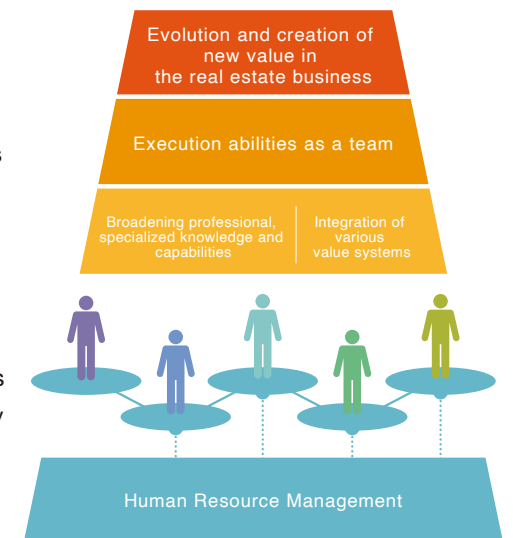 Evolution and creation of
new value in
the real estate business
Execution abilities as a team
Broadening professional,
specialized knowledge and
capabilities
Integration of
various
value systems
Human Resource Management